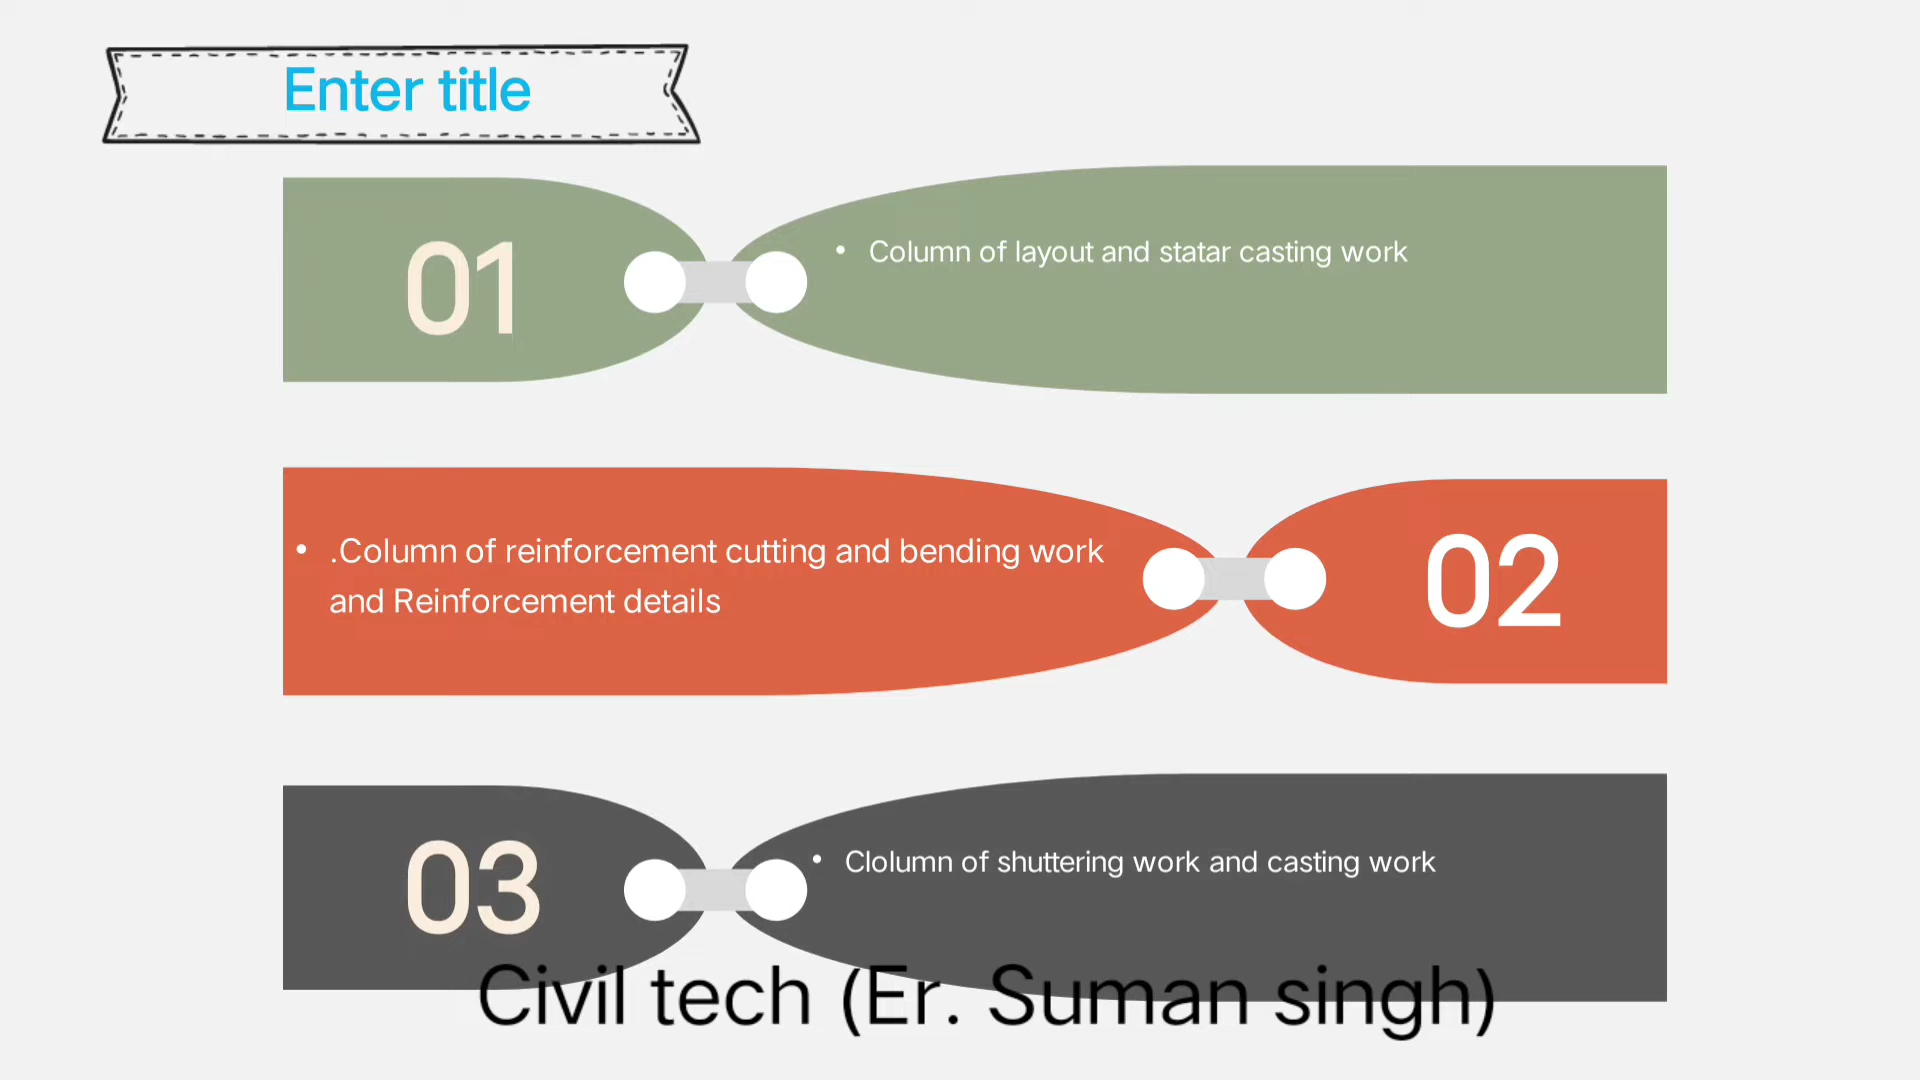 Enter title
01
• Column of layout and statar casting work
• .Column of reinforcement cutting and bending work
and Reinforcement details
02
03
• Clolumn of shuttering work and casting work
Civil tech (Er. Suman singh)